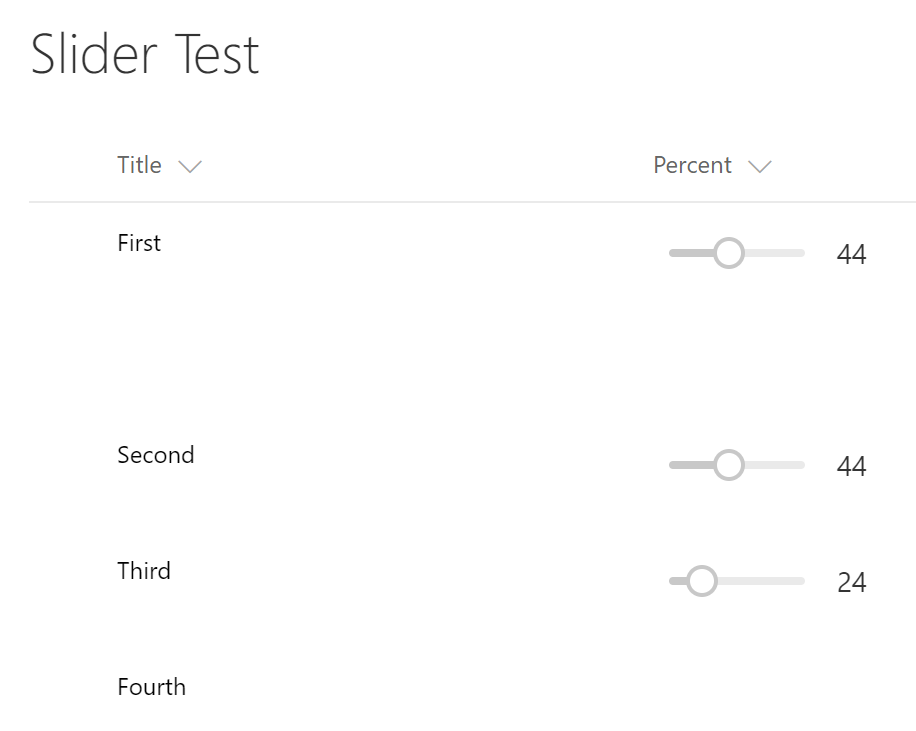 Slider Test
Title Percent
First 44
Second 44
Third 24
Fourth